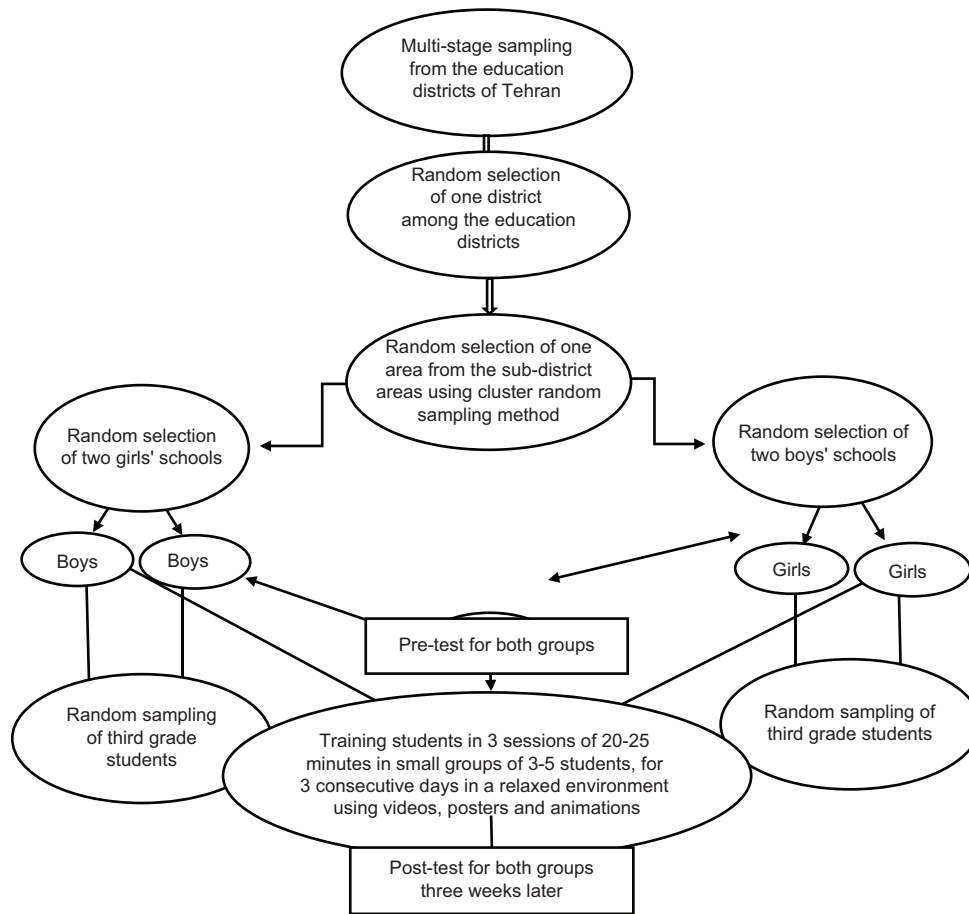 Multi-stage sampling
from the education
districts of Tehran
Random selection
of one district
among the education
districts
Random selection of one
area from the sub-district
areas using cluster random
sampling method
Random selection
of two girls' schools
Random selection of
two boys' schools
Boys
Boys
Girls
Girls
Pre-test for both groups
Random sampling
of third grade
students
Random sampling of
third grade students
Training students in 3 sessions of 20-25
minutes in small groups of 3-5 students, for
3 consecutive days in a relaxed environment
using videos, posters and animations
Post-test for both groups
three weeks later